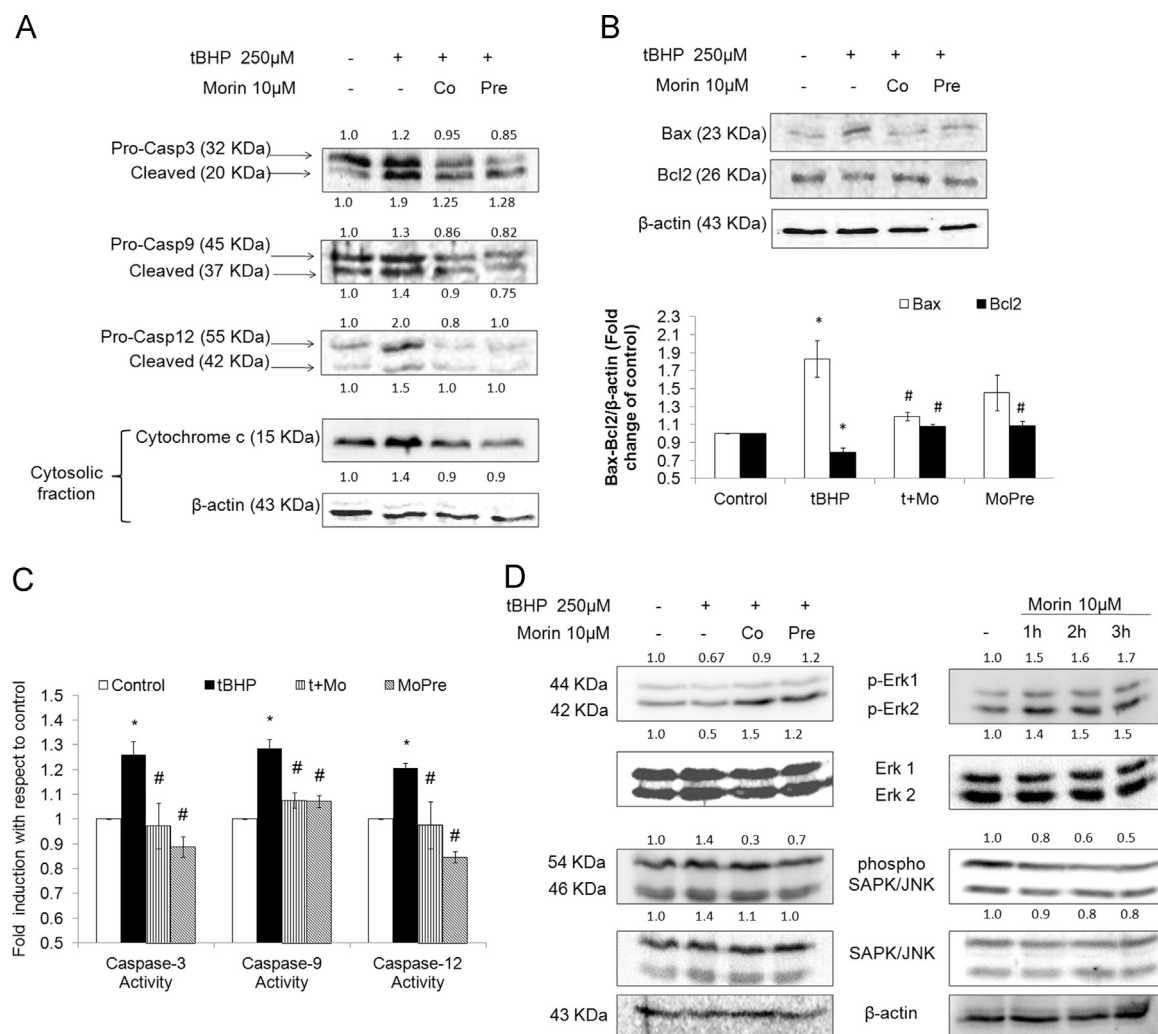 A
tBHP 250µM - + + +
Morin 10µM - - Co Pre
1.0 1.2 0.95 0.85
Pro-Casp3 (32 KDa)
Cleaved (20 KDa)
1.0 1.9 1.25 1.28
1.0 1.3 0.86 0.82
Pro-Casp9 (45 KDa)
Cleaved (37 KDa)
1.0 1.4 0.9 0.75
1.0 2.0 0.8 1.0
Pro-Casp12 (55 KDa)
Cleaved (42 KDa)
1.0 1.5 1.0 1.0
Cytochrome c (15 KDa)
Cytosolic
fraction
1.0 1.4 0.9 0.9
β-actin (43 KDa)
B
tBHP 250µM - + + +
Morin 10µM - - Co Pre
Bax (23 KDa)
Bcl2 (26 KDa)
β-actin (43 KDa)
Bax-Bcl2/β-actin (Fold
change of control)
2.3
2.1
1.9
1.7
1.5
1.3
1.1
0.9
0.7
0.5
Bax Bcl2
*
*
# #
#
Control tBHP t+Mo MoPre
C
Fold induction with respect to control
1.5
1.4
1.3
1.2
1.1
1
0.9
0.8
0.7
0.6
0.5
Control tBHP t+Mo MoPre
* # #
* # #
* # #
Caspase-3 Caspase-9 Caspase-12
Activity Activity Activity
D
tBHP 250µM - + + +
Morin 10µM - - Co Pre
Morin 10µM
- 1h 2h 3h
1.0 0.67 0.9 1.2
1.0 1.5 1.6 1.7
44 KDa p-Erk1
42 KDa p-Erk2
1.0 0.5 1.5 1.2
1.0 1.4 1.5 1.5
Erk 1
Erk 2
1.0 1.4 0.3 0.7
1.0 0.8 0.6 0.5
54 KDa phospho
46 KDa SAPK/JNK
1.0 1.4 1.1 1.0
1.0 0.9 0.8 0.8
SAPK/JNK
43 KDa β-actin